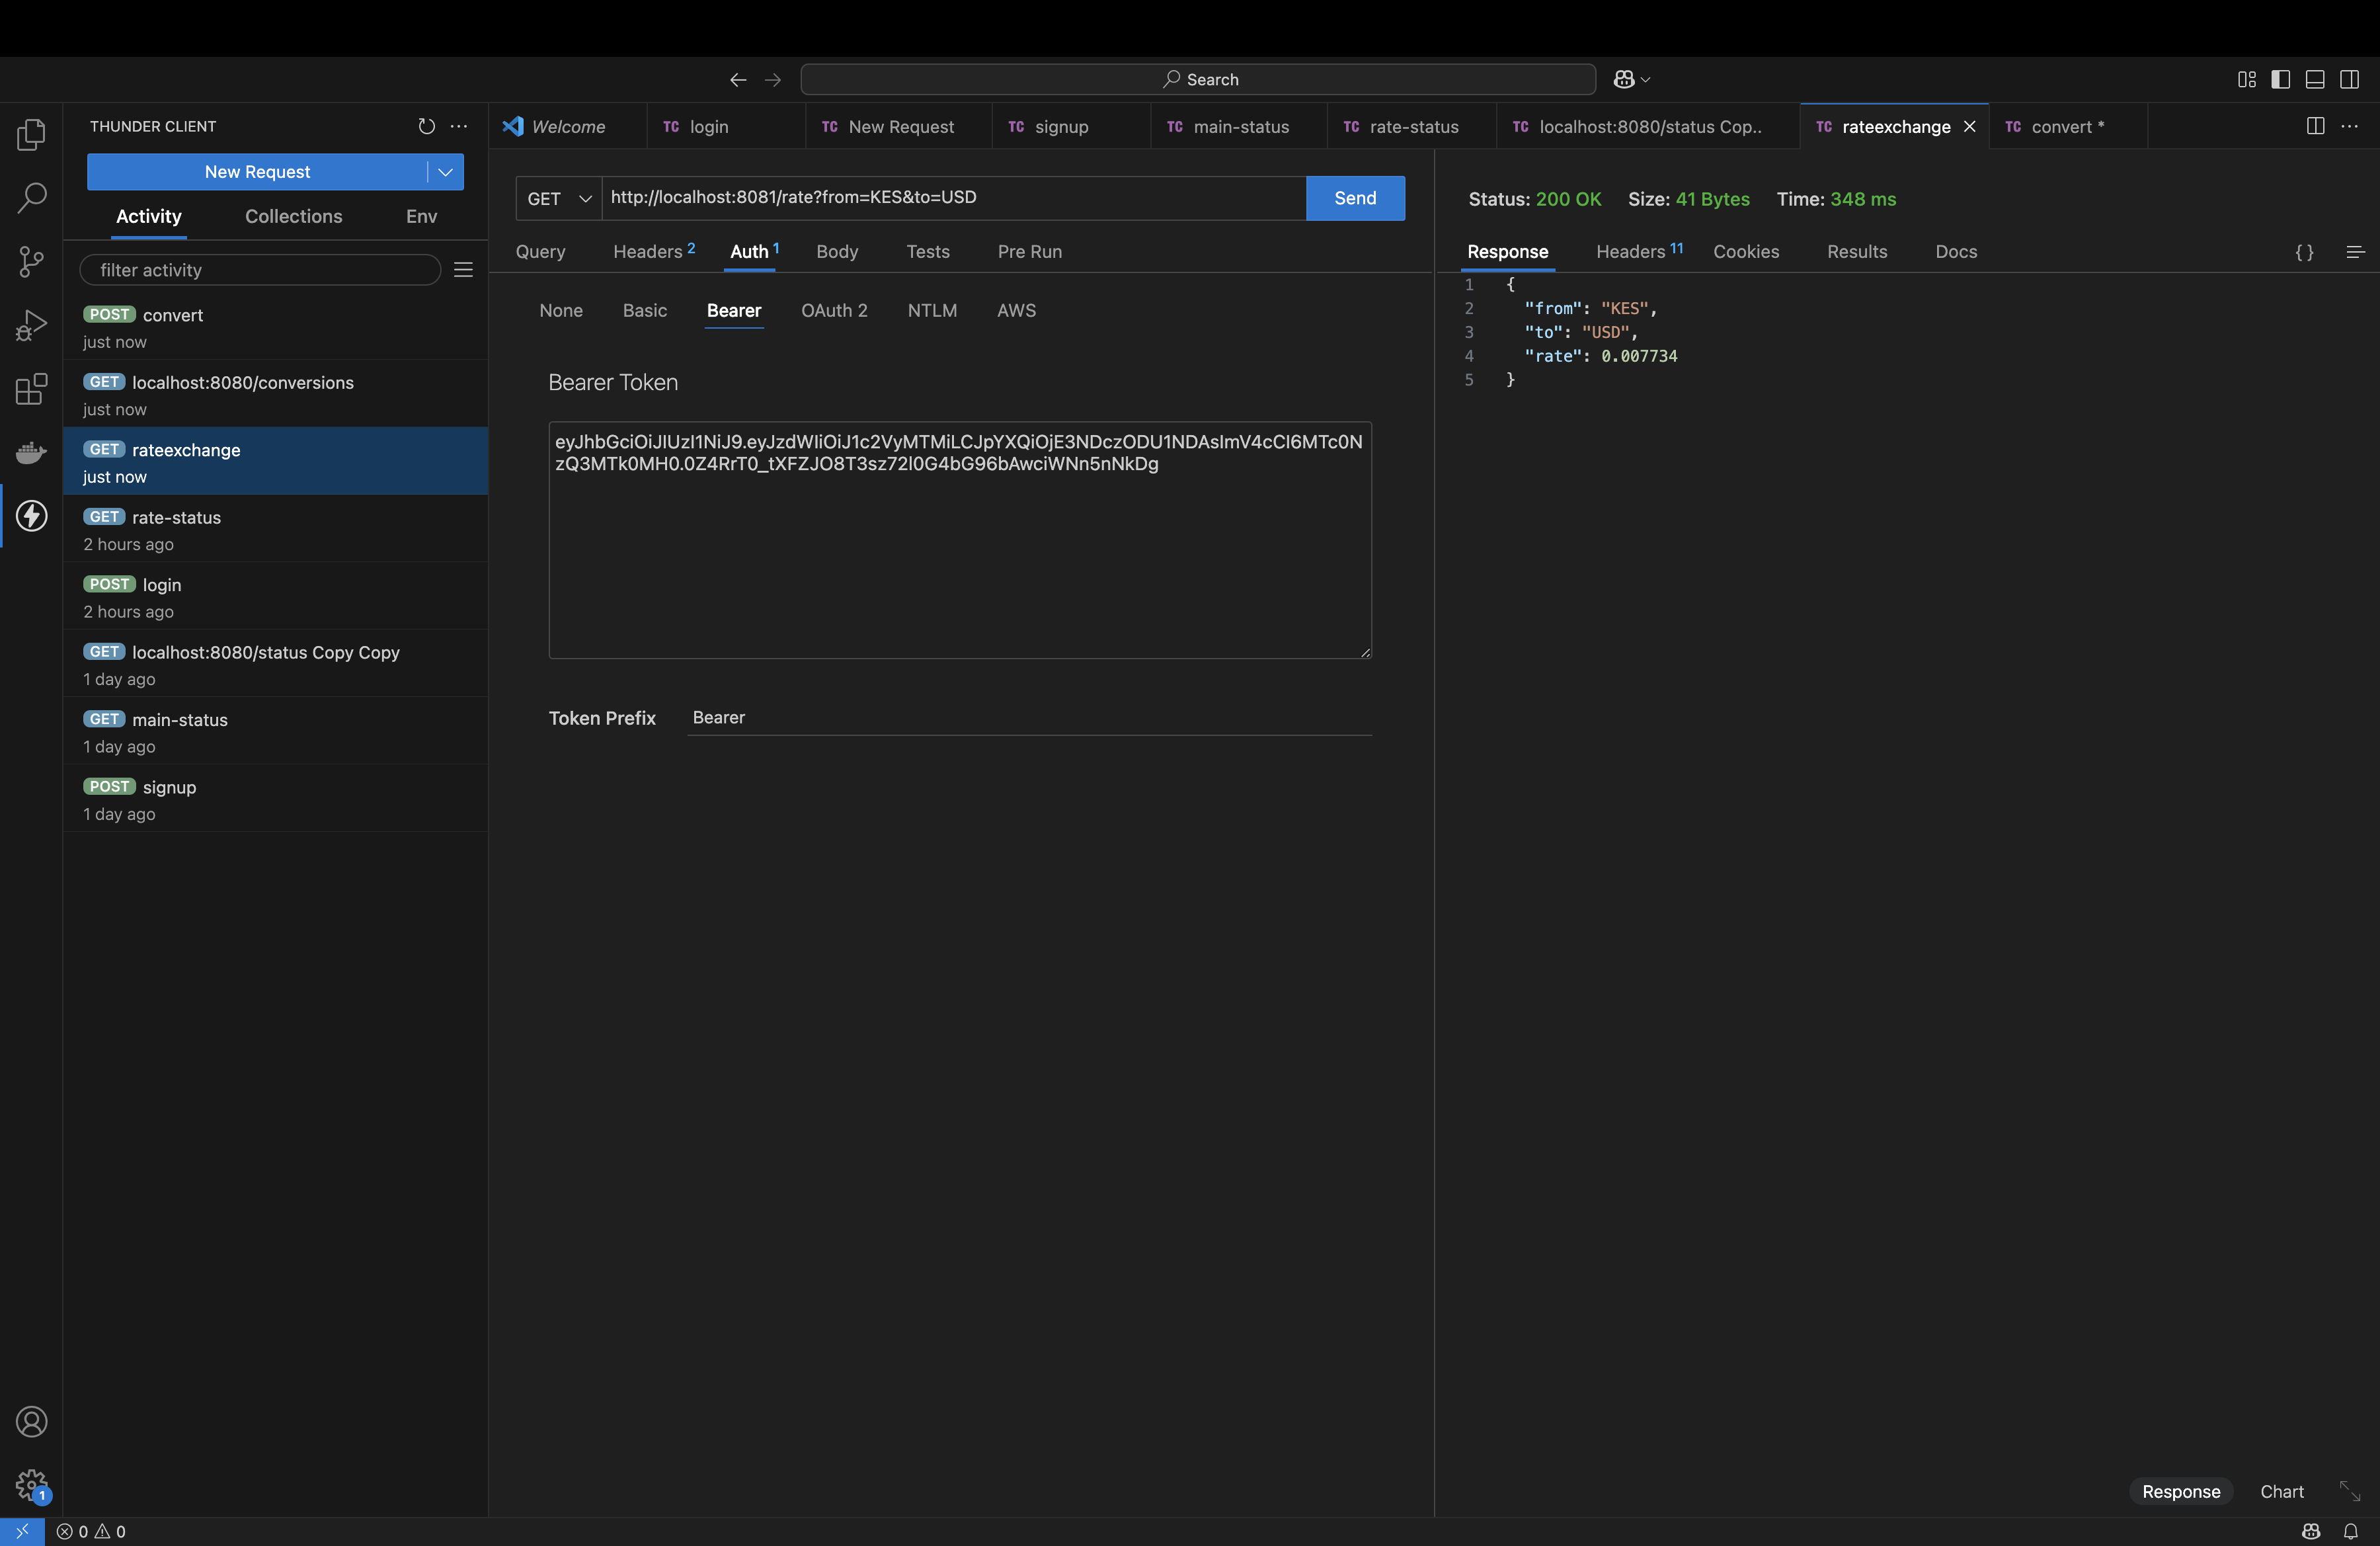 Search
THUNDER CLIENT
New Request
Activity Collections Env
filter activity
POST convert
just now
GET localhost:8080/conversions
just now
GET rateexchange
just now
GET rate-status
2 hours ago
POST login
2 hours ago
GET localhost:8080/status Copy Copy
1 day ago
GET main-status
1 day ago
POST signup
1 day ago
Welcome TC login TC New Request TC signup TC main-status TC rate-status TC localhost:8080/status Cop.. TC rateexchange TC convert *
GET http://localhost:8081/rate?from=KES&to=USD Send
Query Headers 2 Auth 1 Body Tests Pre Run
None Basic Bearer OAuth 2 NTLM AWS
Bearer Token
eyJhbGciOiJIUzI1NiJ9.eyJzdWIiOiJ1c2VyMTMiLCJpYXQiOjE3NDczODU1NDAsImV4cCI6MTc0N
zQ3MTk0MH0.0Z4RrT0_tXFZJO8T3sz72l0G4bG96bAwciWNn5nNkDg
Token Prefix Bearer
Status: 200 OK Size: 41 Bytes Time: 348 ms
Response Headers 11 Cookies Results Docs { }
1 {
2 "from": "KES",
3 "to": "USD",
4 "rate": 0.007734
5 }
Response Chart
1
0 0